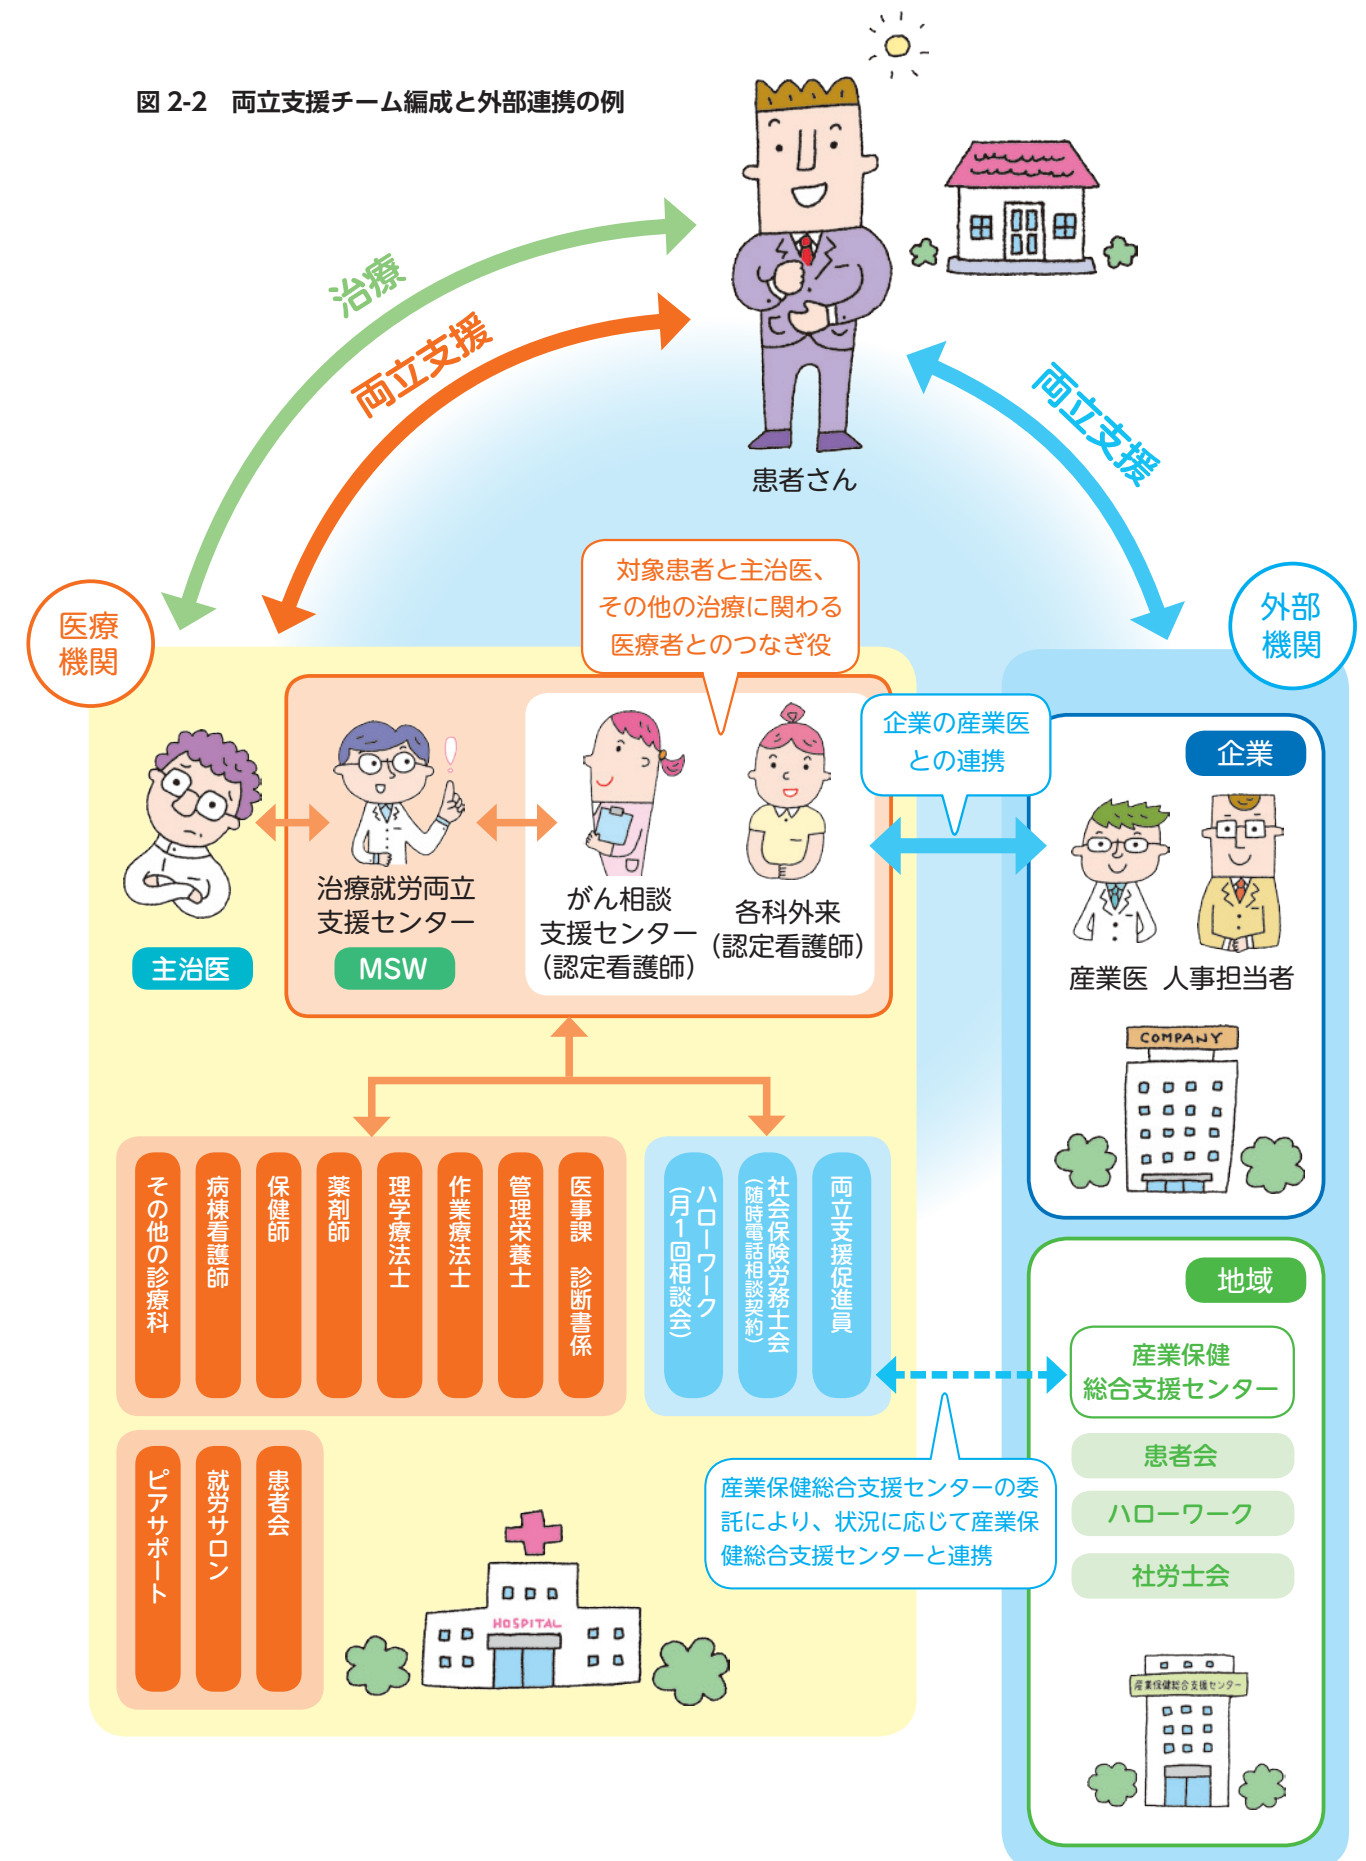 図 2-2　両立支援チーム編成と外部連携の例
治療
両立支援
両立支援
患者さん
医療
機関
対象患者と主治医、
その他の治療に関わる
医療者とのつなぎ役
外部
機関
企業の産業医
との連携
企業
治療就労両立
支援センター
がん相談
支援センター
（認定看護師）
各科外来
（認定看護師）
主治医
MSW
産業医
人事担当者
COMPANY
その他の診療科
病棟看護師
保健師
薬剤師
理学療法士
作業療法士
管理栄養士
医事課　診断書係
ハローワーク
（月1回相談会）
社会保険労務士会
（随時電話相談契約）
両立支援促進員
地域
産業保健
総合支援センター
患者会
ハローワーク
社労士会
ピアサポート
就労サロン
患者会
産業保健総合支援センターの委
託により、状況に応じて産業保
健総合支援センターと連携
HOSPITAL
産業保健総合支援センター